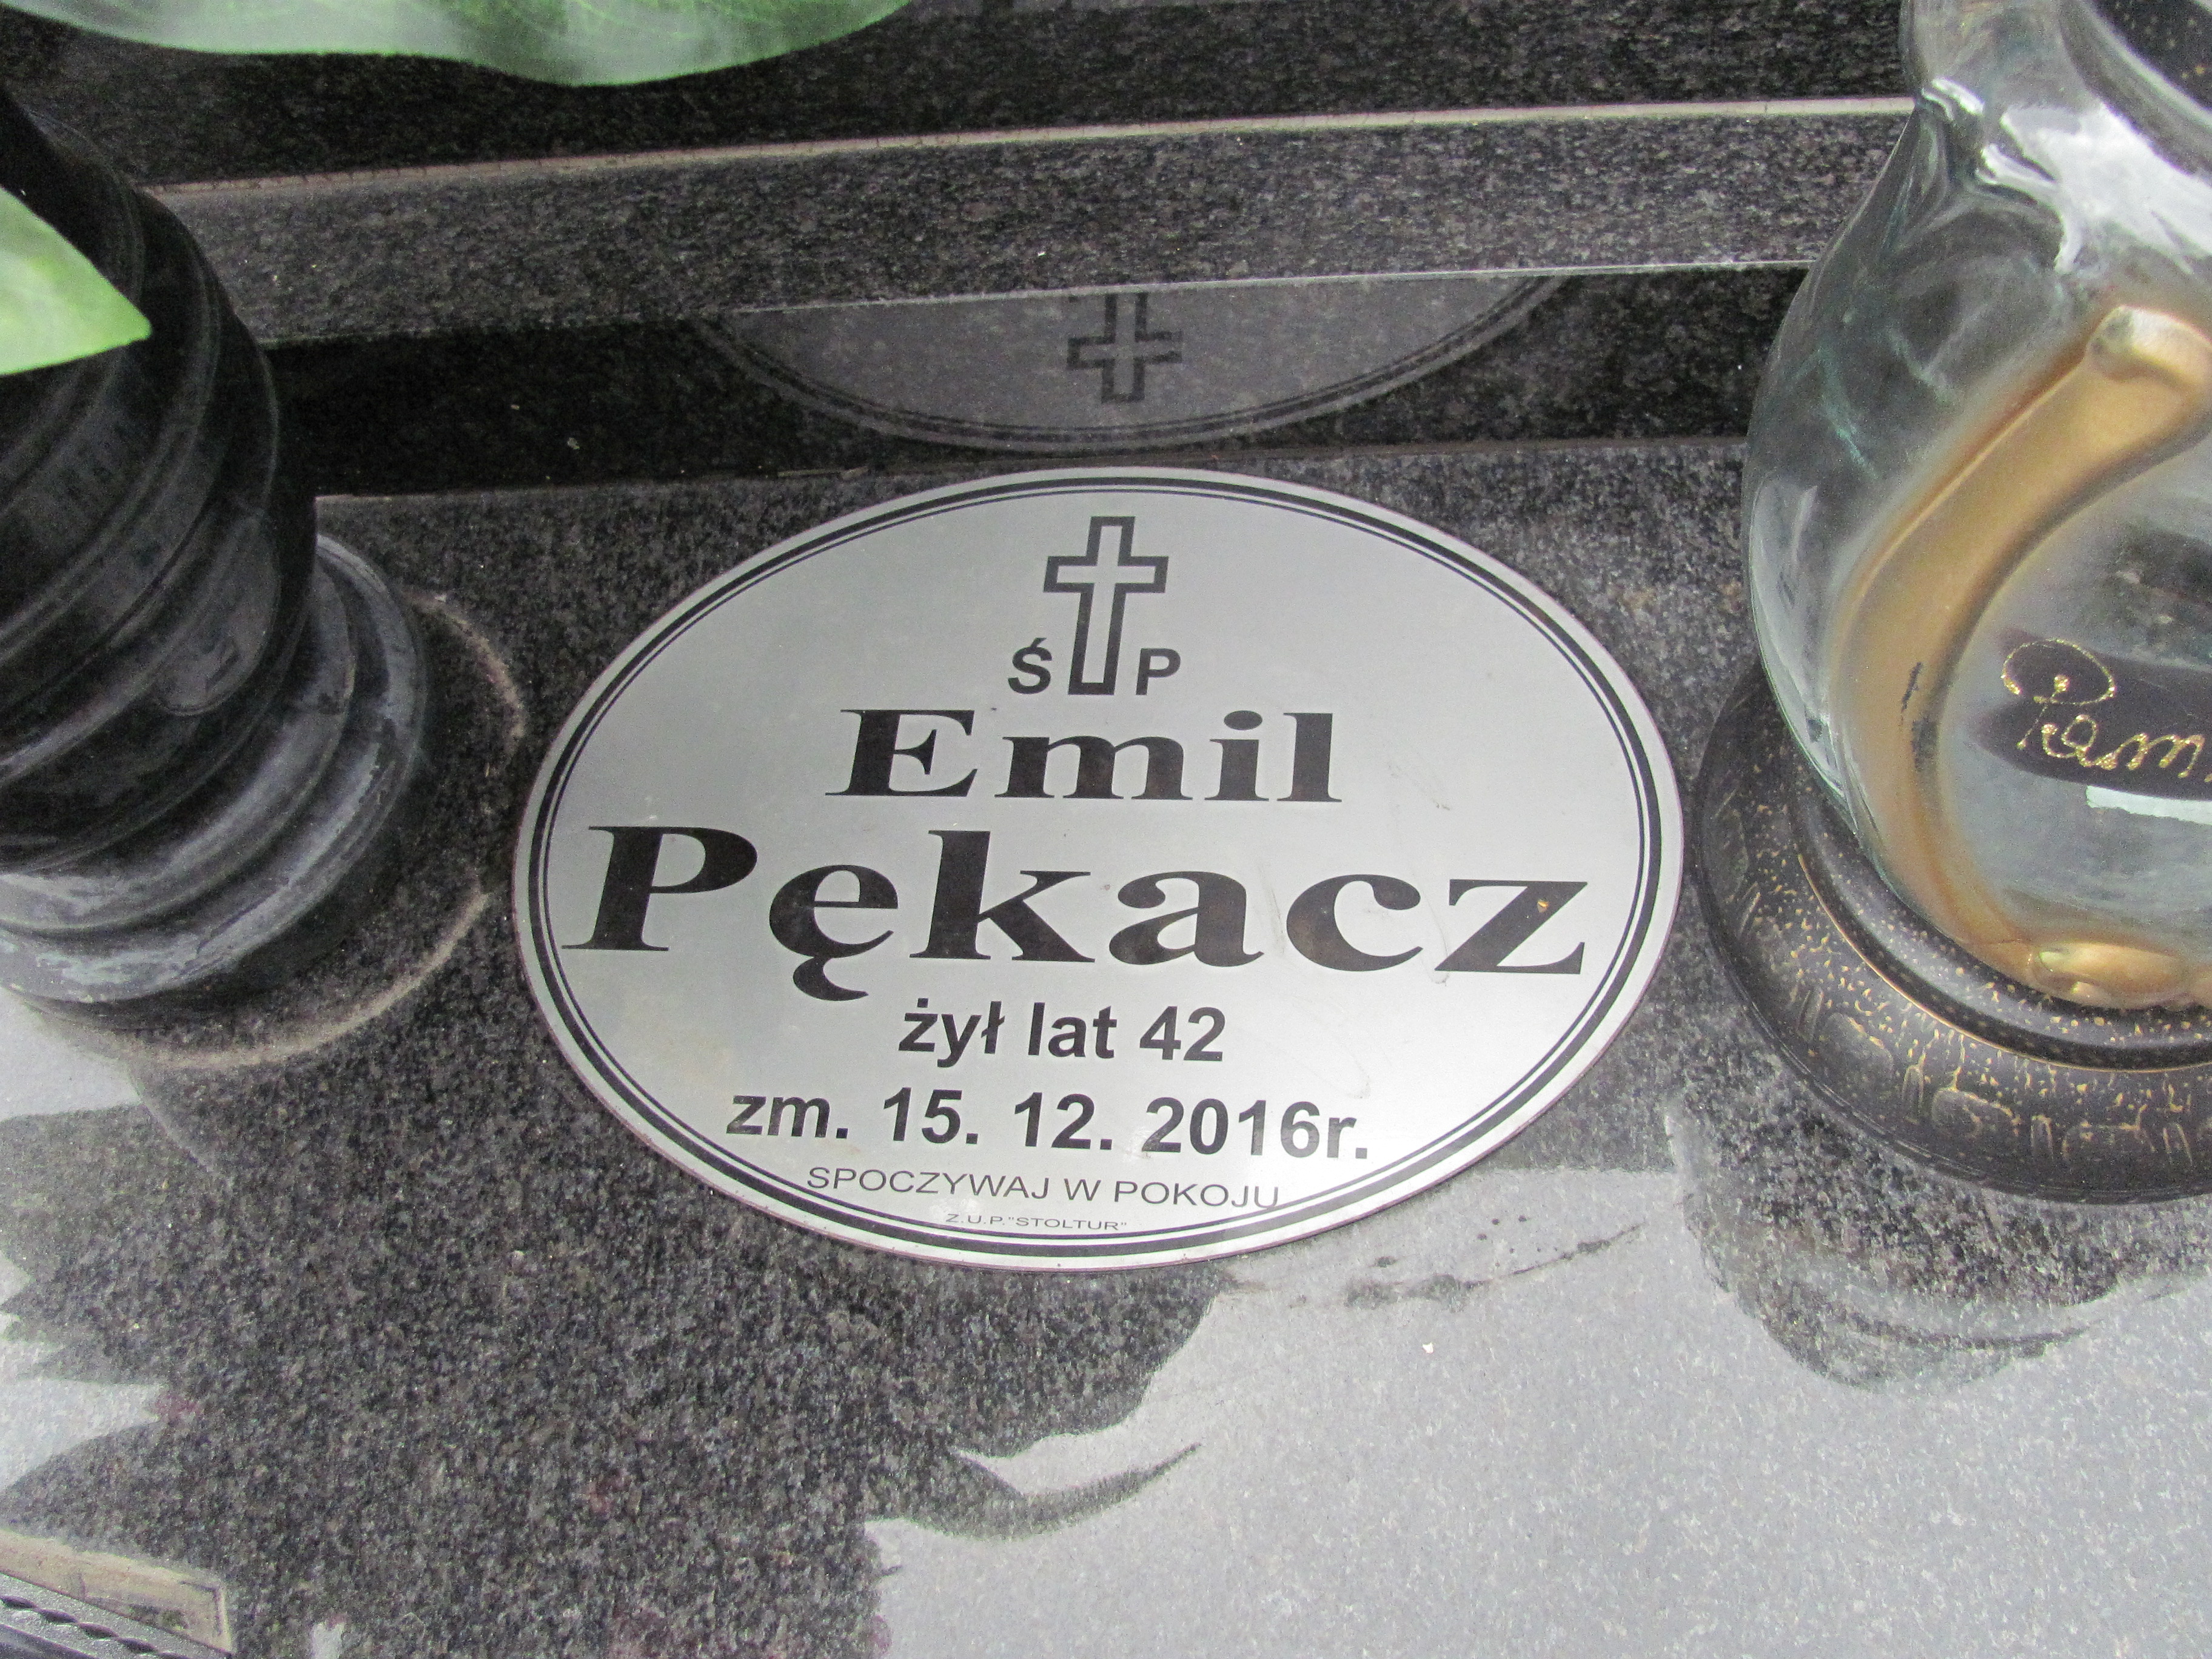 Ś P
Emil
Pękacz
żył lat 42
zm. 15. 12. 2016r.
SPOCZYWAJ W POKOJU
Z.U.P."STOLTUR"